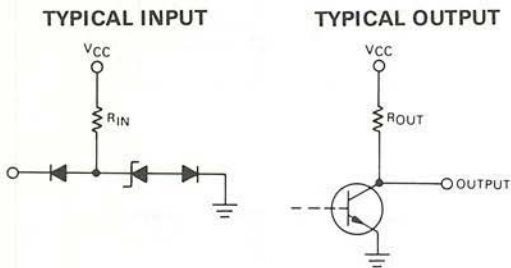 TYPICAL INPUT
VCC
RIN
TYPICAL OUTPUT
VCC
ROUT
OUTPUT